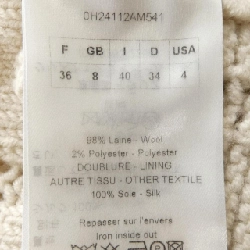 DH24112AM541
F GB I D USA
36 8 40 34 4
98% Laine - Wool
2% Polyester - Polyester
DOUBLURE - LINING
AUTRE TISSU - OTHER TEXTILE
100% Soie - Silk
Repasser sur l'envers
Iron inside out